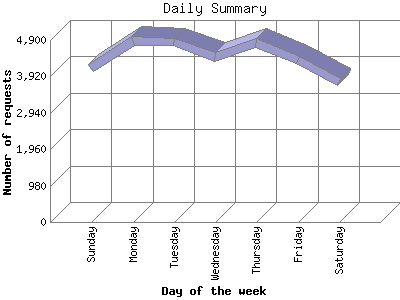 Daily Summary
4,900
3,920
2,940
1,960
980
0
Number of requests
Sunday
Monday
Tuesday
Wednesday
Thursday
Friday
Saturday
Day of the week